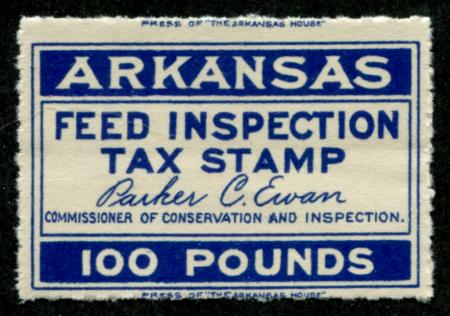 PRESS OF "THE ARKANSAS HOUSE"
ARKANSAS
FEED INSPECTION
TAX STAMP
Parker C. Ewan
COMMISSIONER OF CONSERVATION AND INSPECTION.
100 POUNDS
PRESS OF "THE ARKANSAS HOUSE"